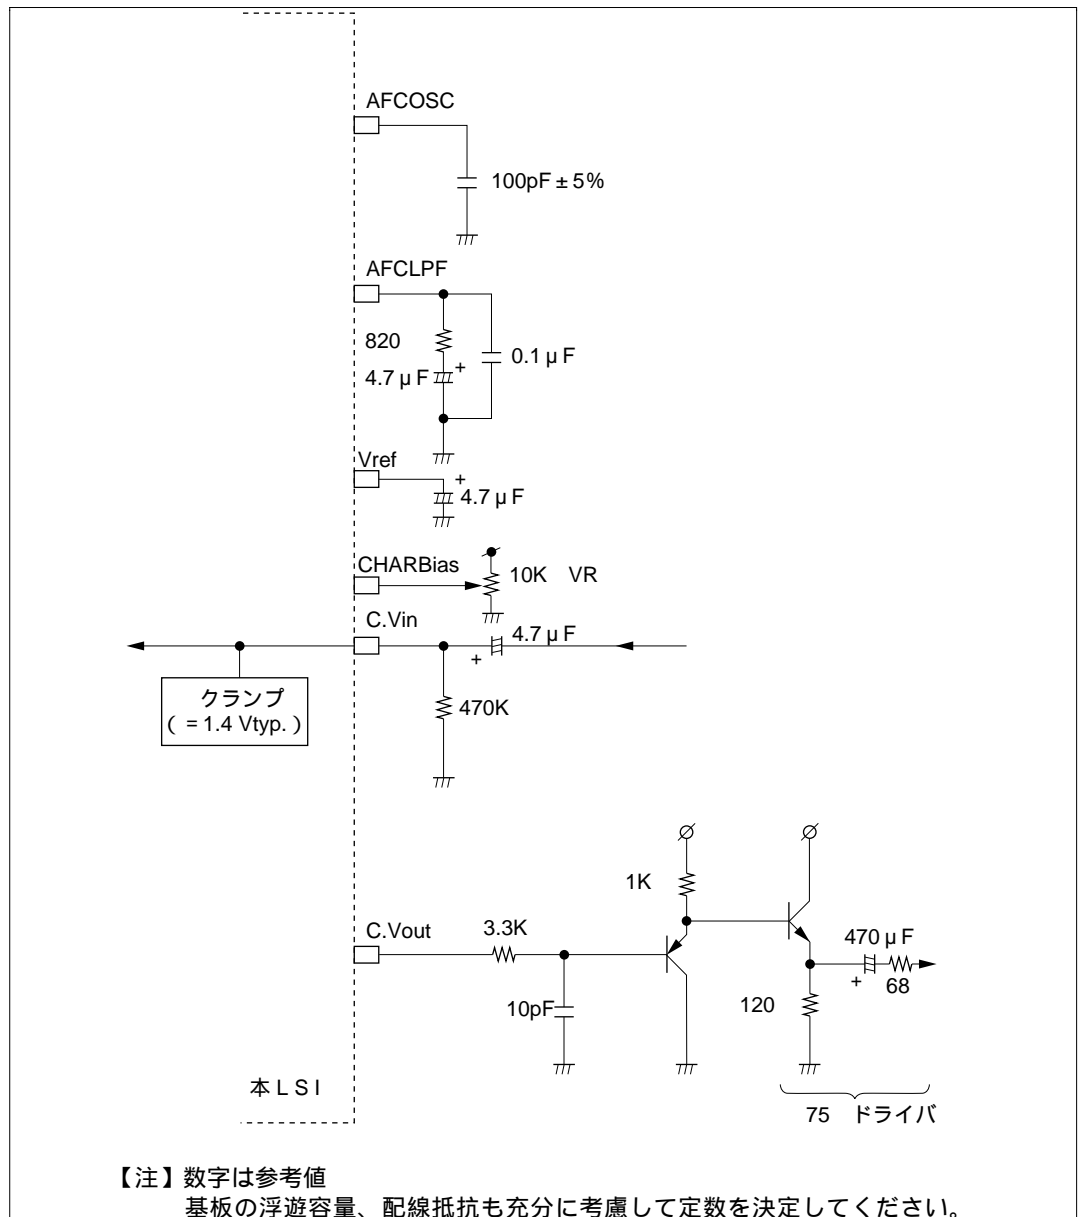 AFCOSC
100pF ± 5%
AFCLPF
820
4.7 μ F
+
0.1 μ F
Vref
+
4.7 μ F
CHARBias
10K VR
C.Vin
4.7 μ F
+
クランプ
( = 1.4 Vtyp. )
470K
1K
C.Vout
3.3K
470 μ F
+
68
10pF
120
本 L S I
75 ドライバ
【注】数字は参考値
基板の浮遊容量、配線抵抗も充分に考慮して定数を決定してください。